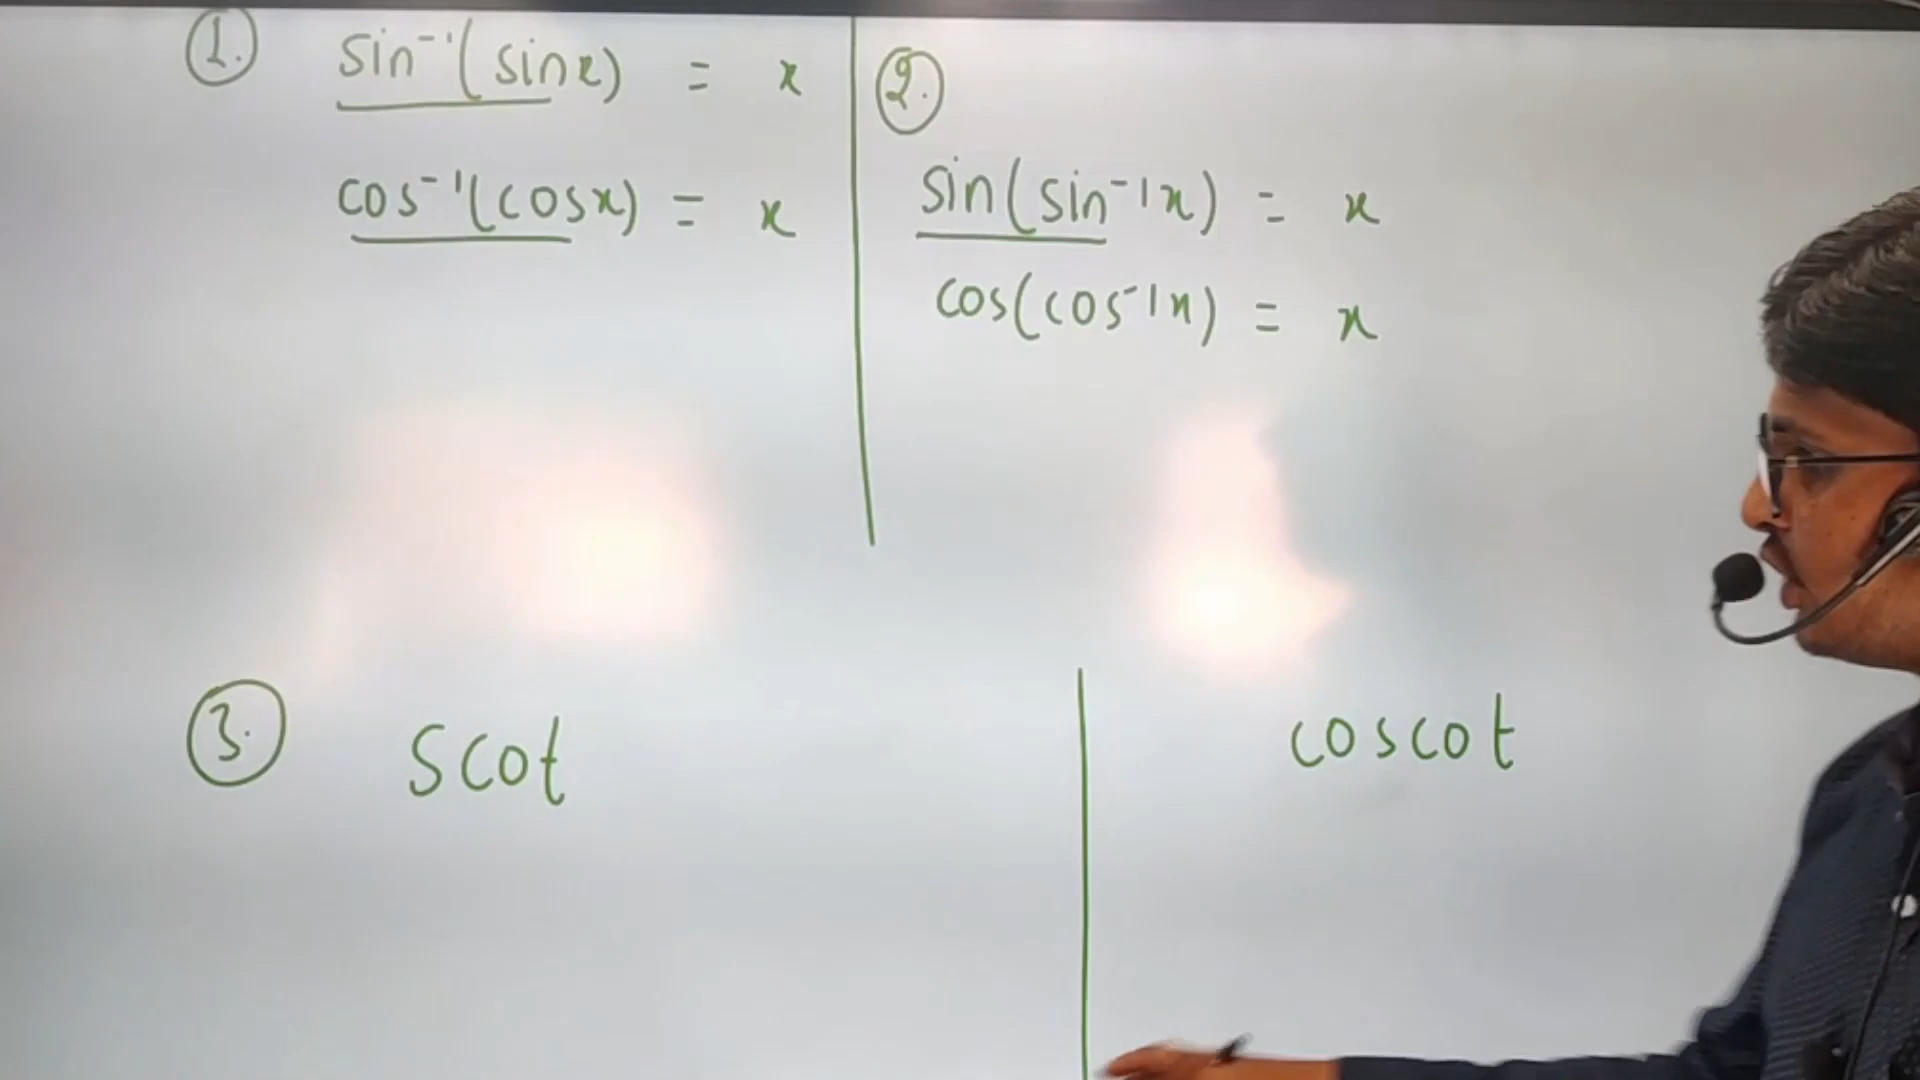 1. sin⁻¹(sinx) = x
cos⁻¹(cosx) = x
2.
sin(sin⁻¹x) = x
cos(cos⁻¹x) = x
3. scot
coscot